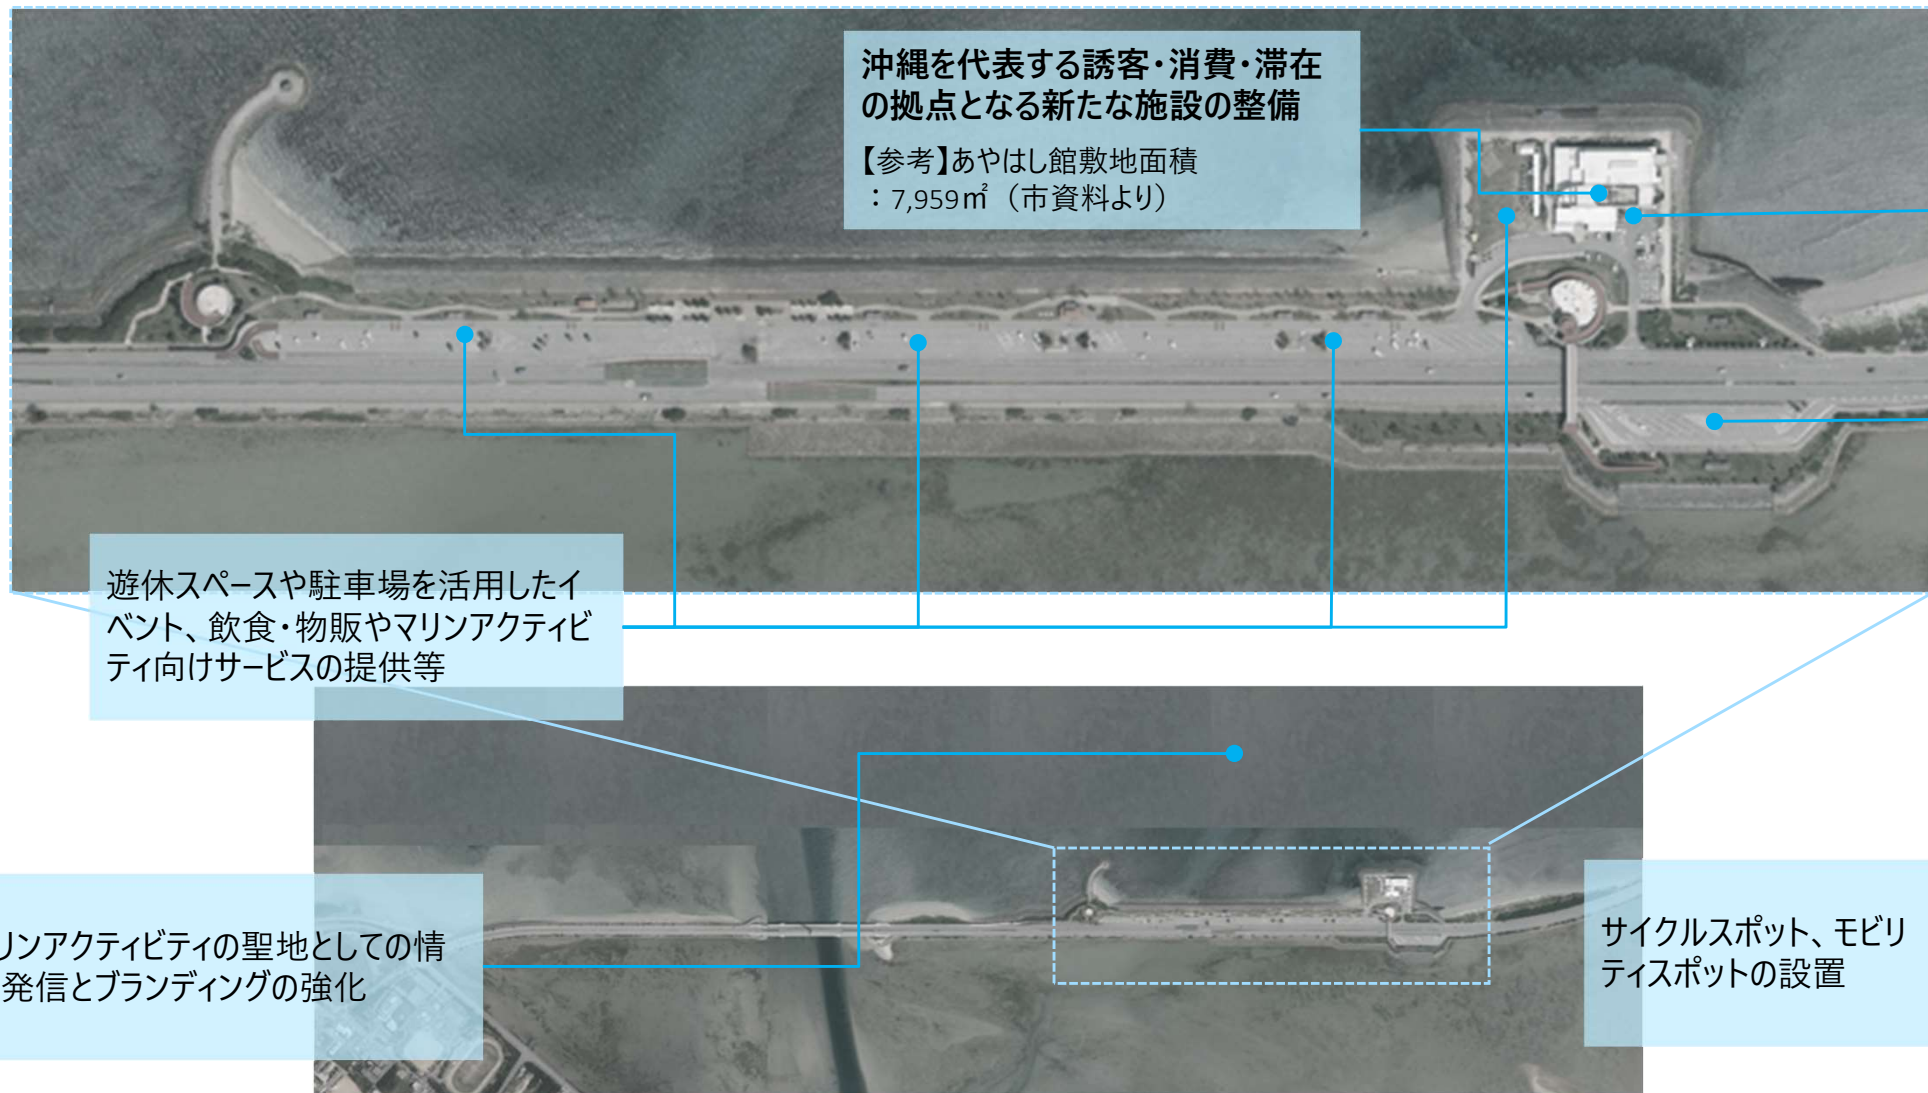 沖縄を代表する誘客・消費・滞在
の拠点となる新たな施設の整備
【参考】あやはし館敷地面積
：7,959㎡（市資料より）
遊休スペースや駐車場を活用したイ
ベント、飲食・物販やマリンアクティビ
ティ向けサービスの提供等
リンアクティビティの聖地としての情
発信とブランディングの強化
サイクルスポット、モビリ
ティスポットの設置